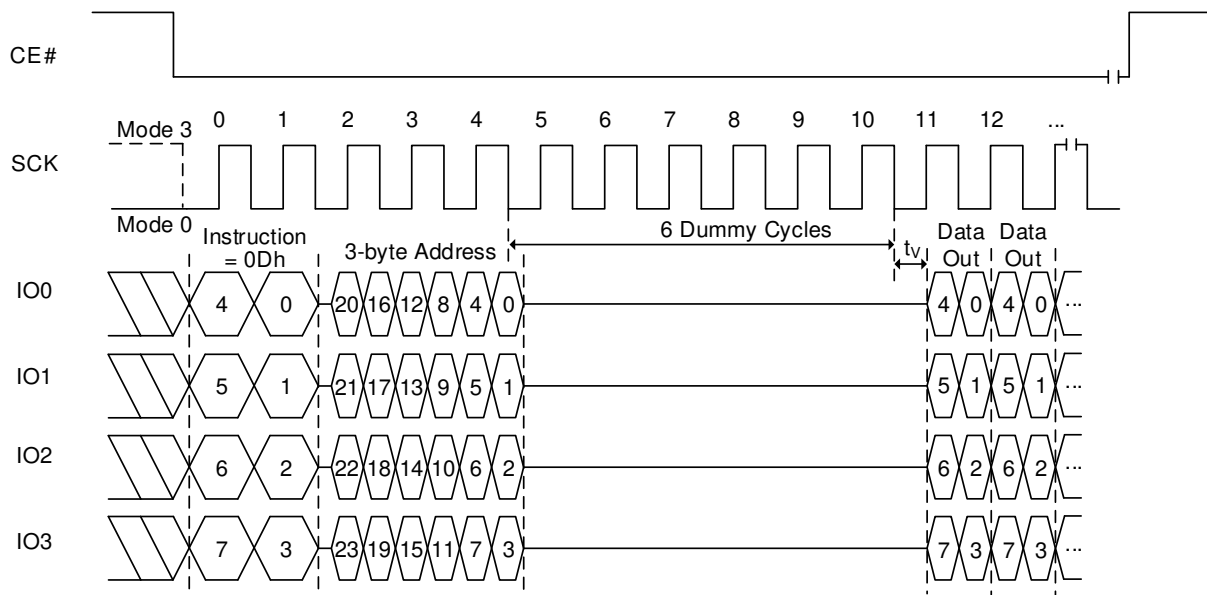 CE#
Mode 3
0 1 2 3 4 5 6 7 8 9 10 11 12 ...
SCK
Mode 0
Instruction
= 0Dh
3-byte Address
6 Dummy Cycles
tV
Data
Out
Data
Out
IO0
4 0 20 16 12 8 4 0 4 0 4 0 ...
IO1
5 1 21 17 13 9 5 1 5 1 5 1 ...
IO2
6 2 22 18 14 10 6 2 6 2 6 2 ...
IO3
7 3 23 19 15 11 7 3 7 3 7 3 ...